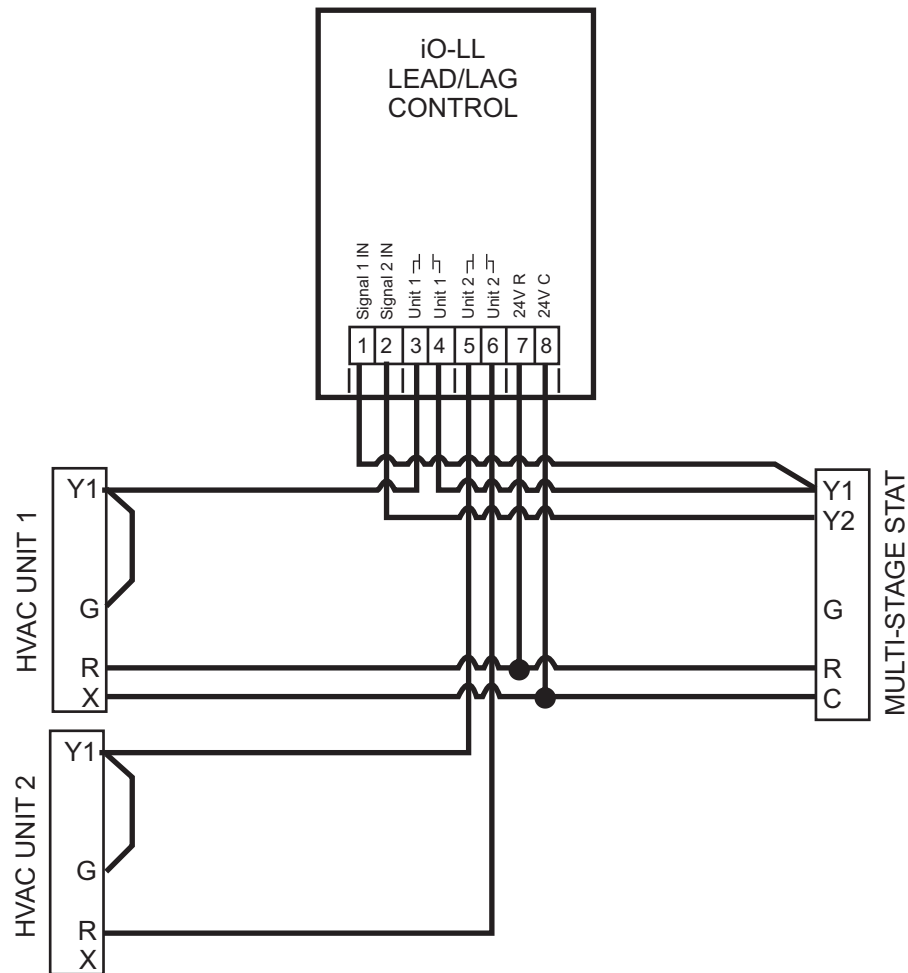 iO-LL
LEAD/LAG
CONTROL
Signal 1 IN
Signal 2 IN
Unit 1
Unit 1
Unit 2
Unit 2
24V R
24V C
1 2 3 4 5 6 7 8
HVAC UNIT 1
Y1
G
R
X
MULTI-STAGE STAT
Y1
Y2
G
R
C
HVAC UNIT 2
Y1
G
R
X